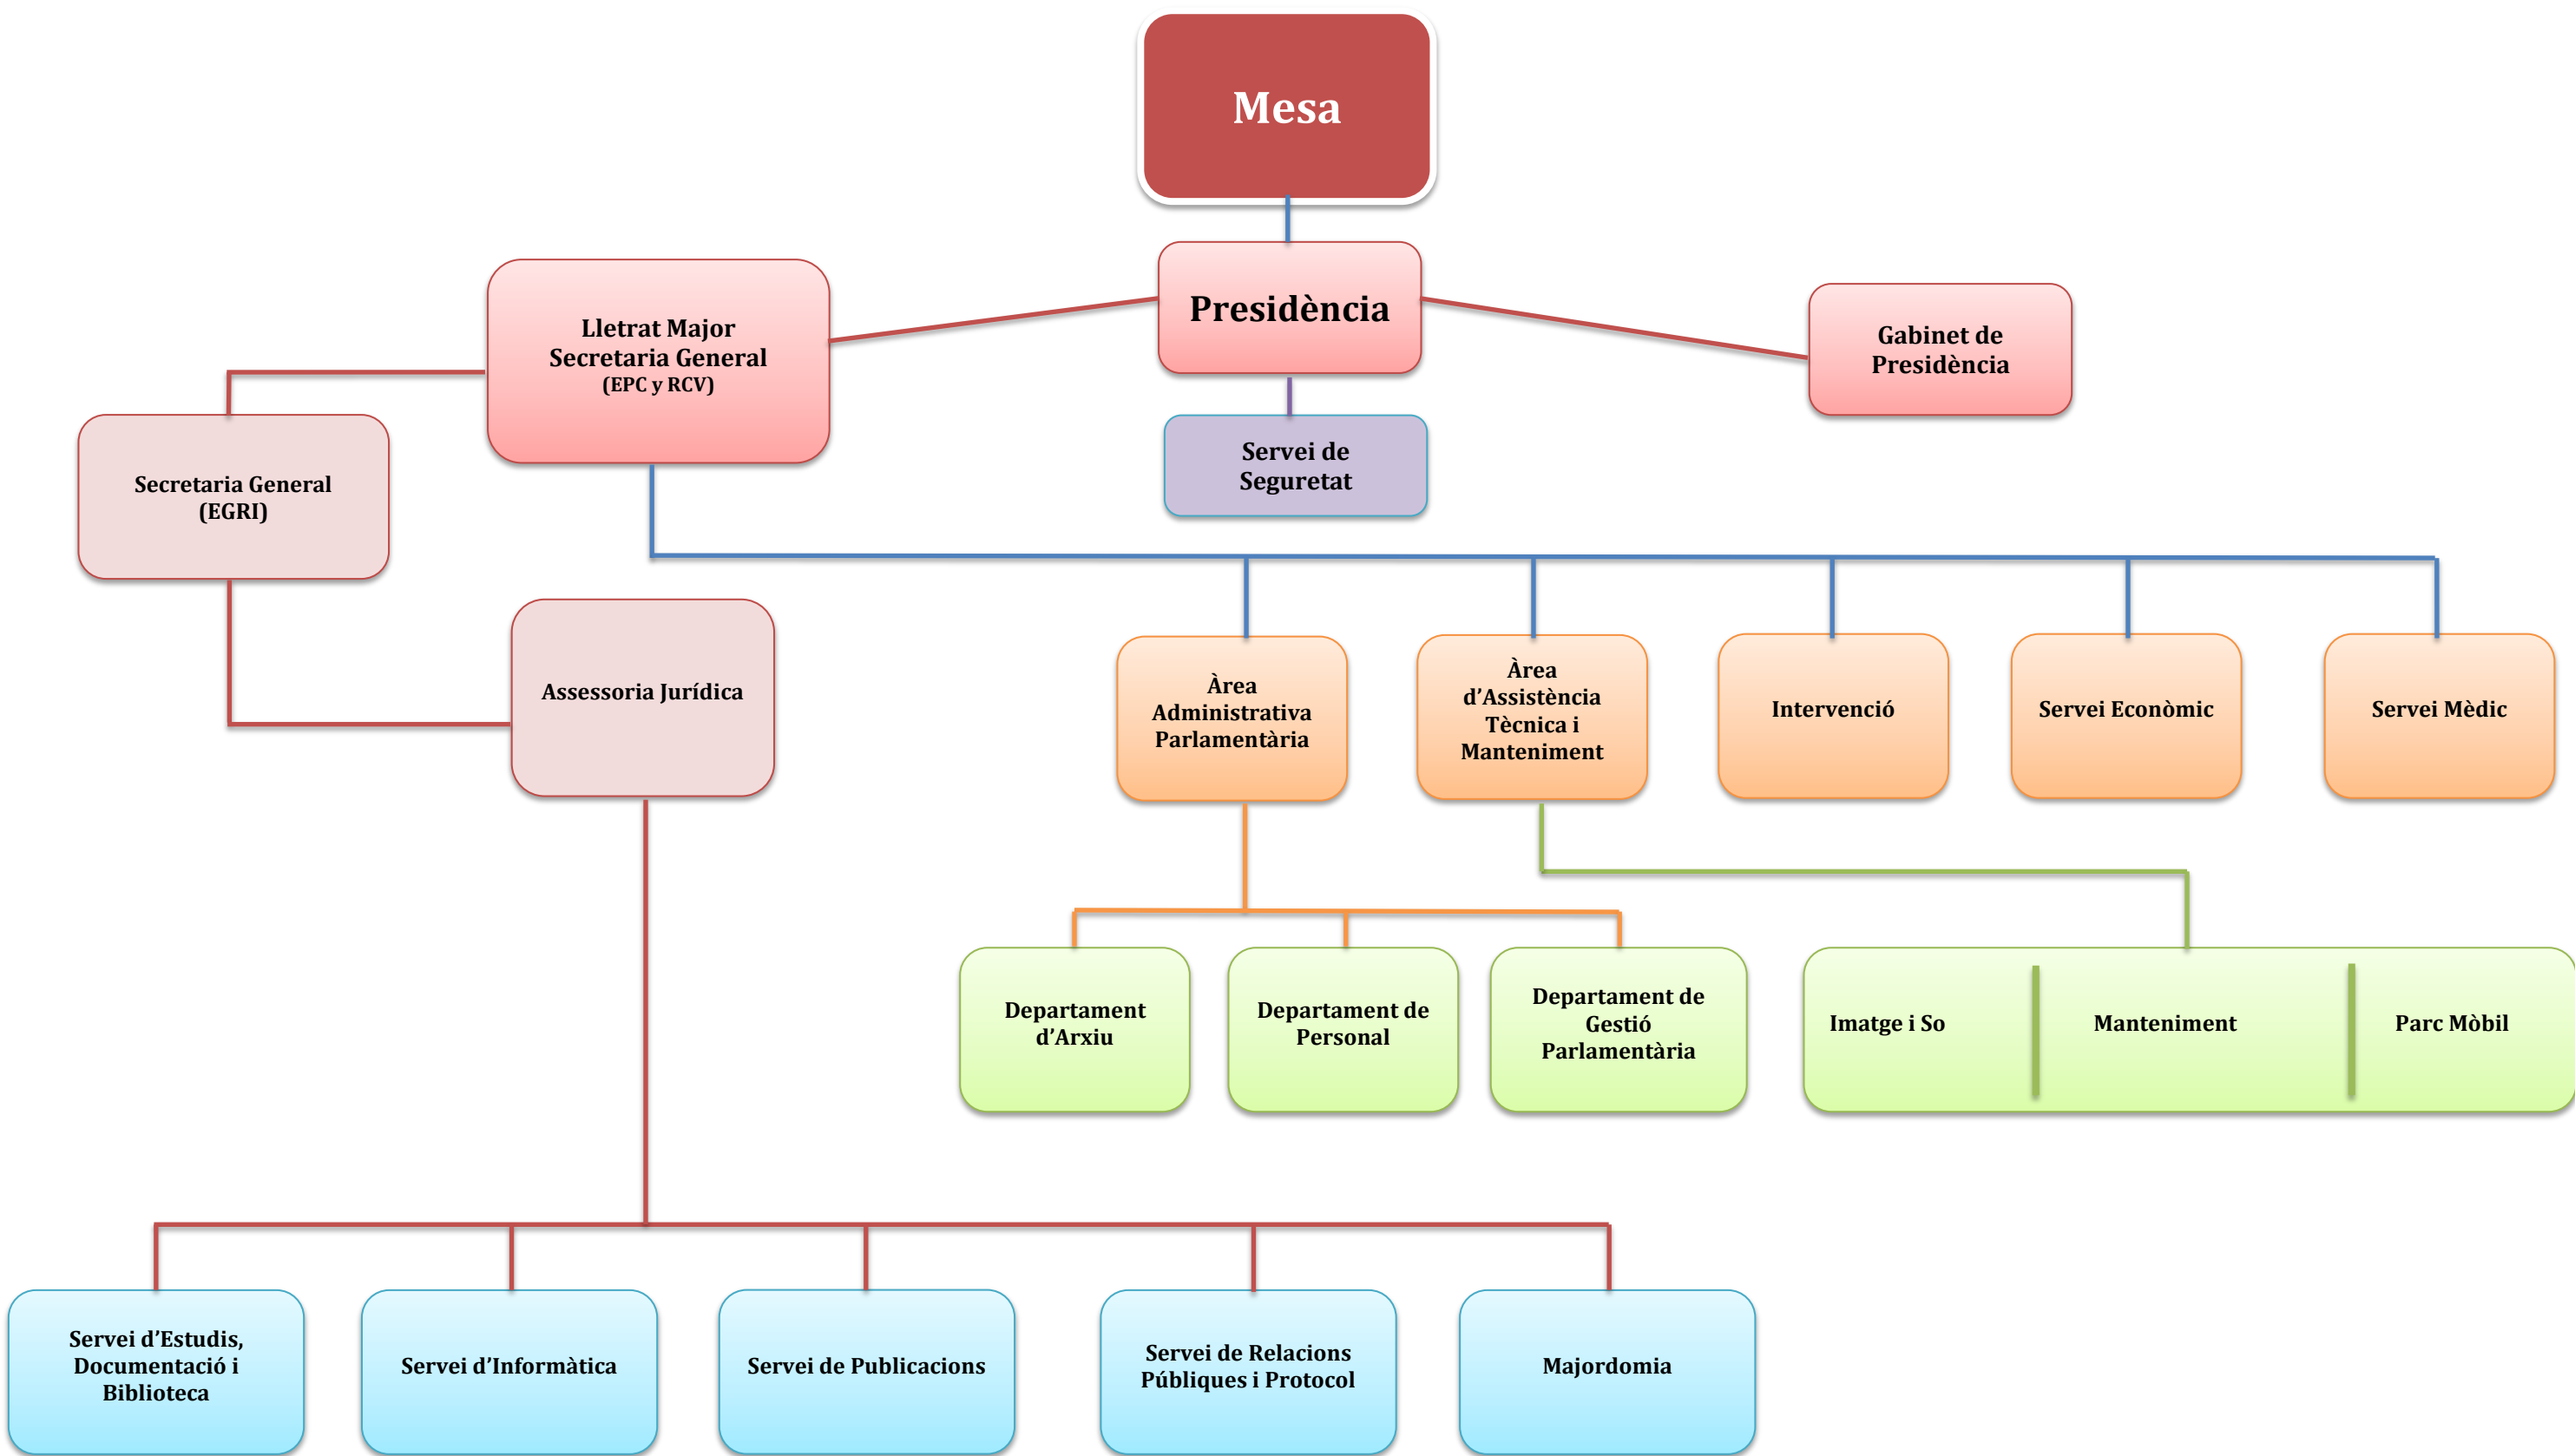 Mesa
Presidència
Lletrat Major
Secretaria General
(EPC y RCV)
Gabinet de
Presidència
Servei de
Seguretat
Secretaria General
(EGRI)
Assessoria Jurídica
Àrea
Administrativa
Parlamentària
Àrea
d’Assistència
Tècnica i
Manteniment
Intervenció
Servei Econòmic
Servei Mèdic
Departament
d’Arxiu
Departament de
Personal
Departament de
Gestió
Parlamentària
Imatge i So
Manteniment
Parc Mòbil
Servei d’Estudis,
Documentació i
Biblioteca
Servei d’Informàtica
Servei de Publicacions
Servei de Relacions
Públiques i Protocol
Majordomia